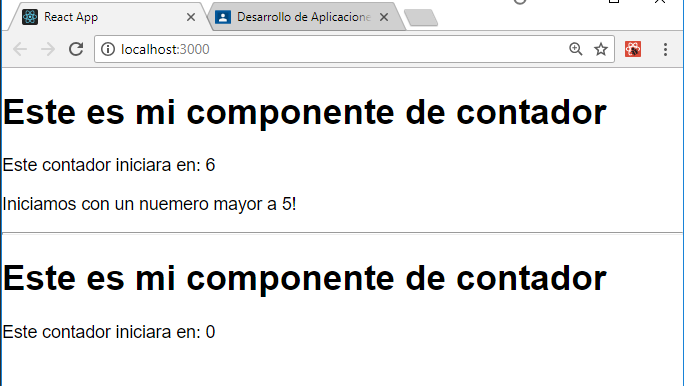 React App
Desarrollo de Aplicacione
localhost:3000
Este es mi componente de contador
Este contador iniciara en: 6
Iniciamos con un nuemero mayor a 5!
Este es mi componente de contador
Este contador iniciara en: 0